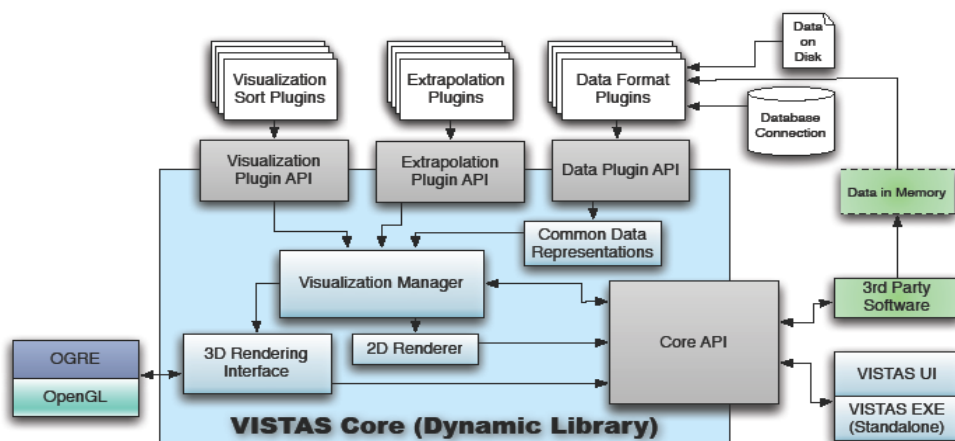 Data
on
Disk
Visualization
Sort Plugins
Extrapolation
Plugins
Data Format
Plugins
Database
Connection
Visualization
Plugin API
Extrapolation
Plugin API
Data Plugin API
Data in Memory
Common Data
Representations
Visualization Manager
3rd Party
Software
Core API
OGRE
OpenGL
3D Rendering
Interface
2D Renderer
VISTAS UI
VISTAS EXE
(Standalone)
VISTAS Core (Dynamic Library)